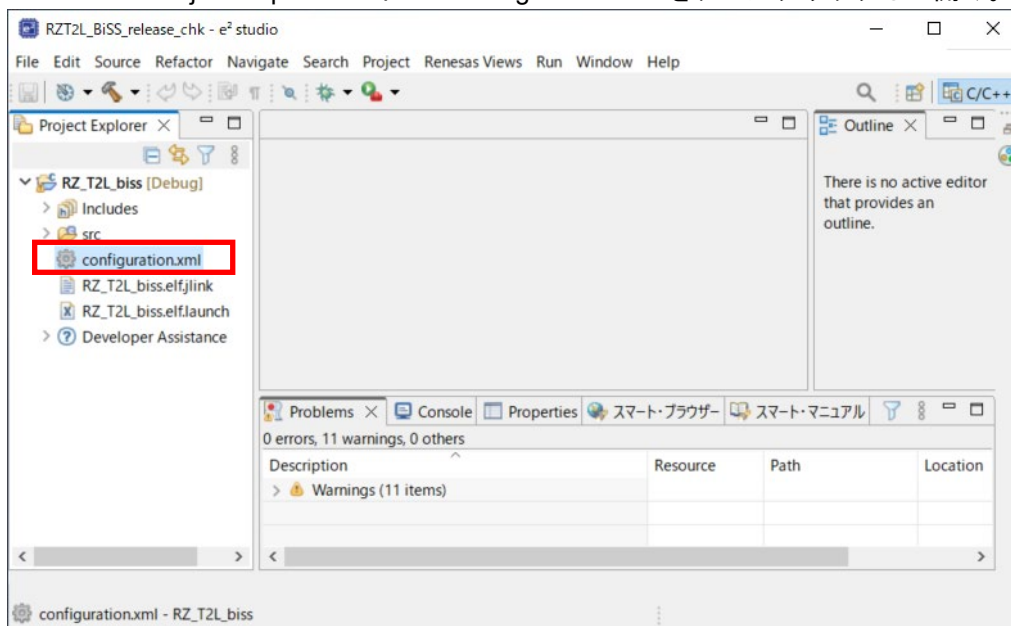 RZT2L_BiSS_release_chk - e² studio
File Edit Source Refactor Navigate Search Project Renesas Views Run Window Help
C/C++
Project Explorer
Outline
RZ_T2L_biss [Debug]
Includes
src
configuration.xml
RZ_T2L_biss.elf.jlink
RZ_T2L_biss.elf.launch
Developer Assistance
There is no active editor
that provides an
outline.
Problems Console Properties スマート・ブラウザー スマート・マニュアル
0 errors, 11 warnings, 0 others
Description Resource Path Location
Warnings (11 items)
configuration.xml - RZ_T2L_biss